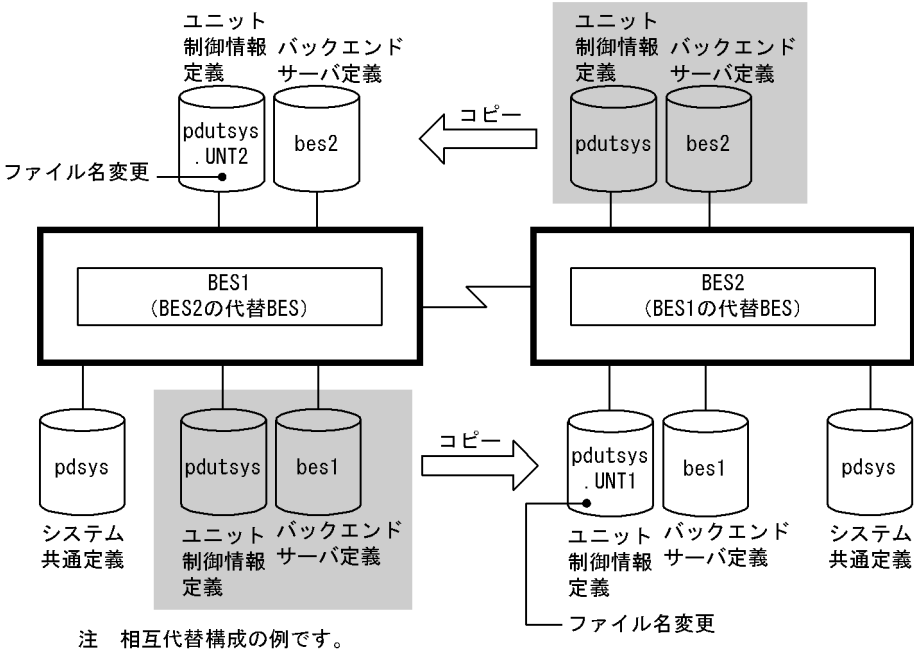 ユニット
制御情報
定義
バックエンド
サーバ定義
pdutsys
.UNT2
bes2
ファイル名変更
コピー
ユニット
制御情報
定義
バックエンド
サーバ定義
pdutsys
bes2
BES1
(BES2の代替BES)
BES2
(BES1の代替BES)
pdsys
システム
共通定義
pdutsys
bes1
ユニット
制御情報
定義
バックエンド
サーバ定義
コピー
pdutsys
.UNT1
bes1
ユニット
制御情報
定義
バックエンド
サーバ定義
pdsys
システム
共通定義
ファイル名変更
注 相互代替構成の例です。